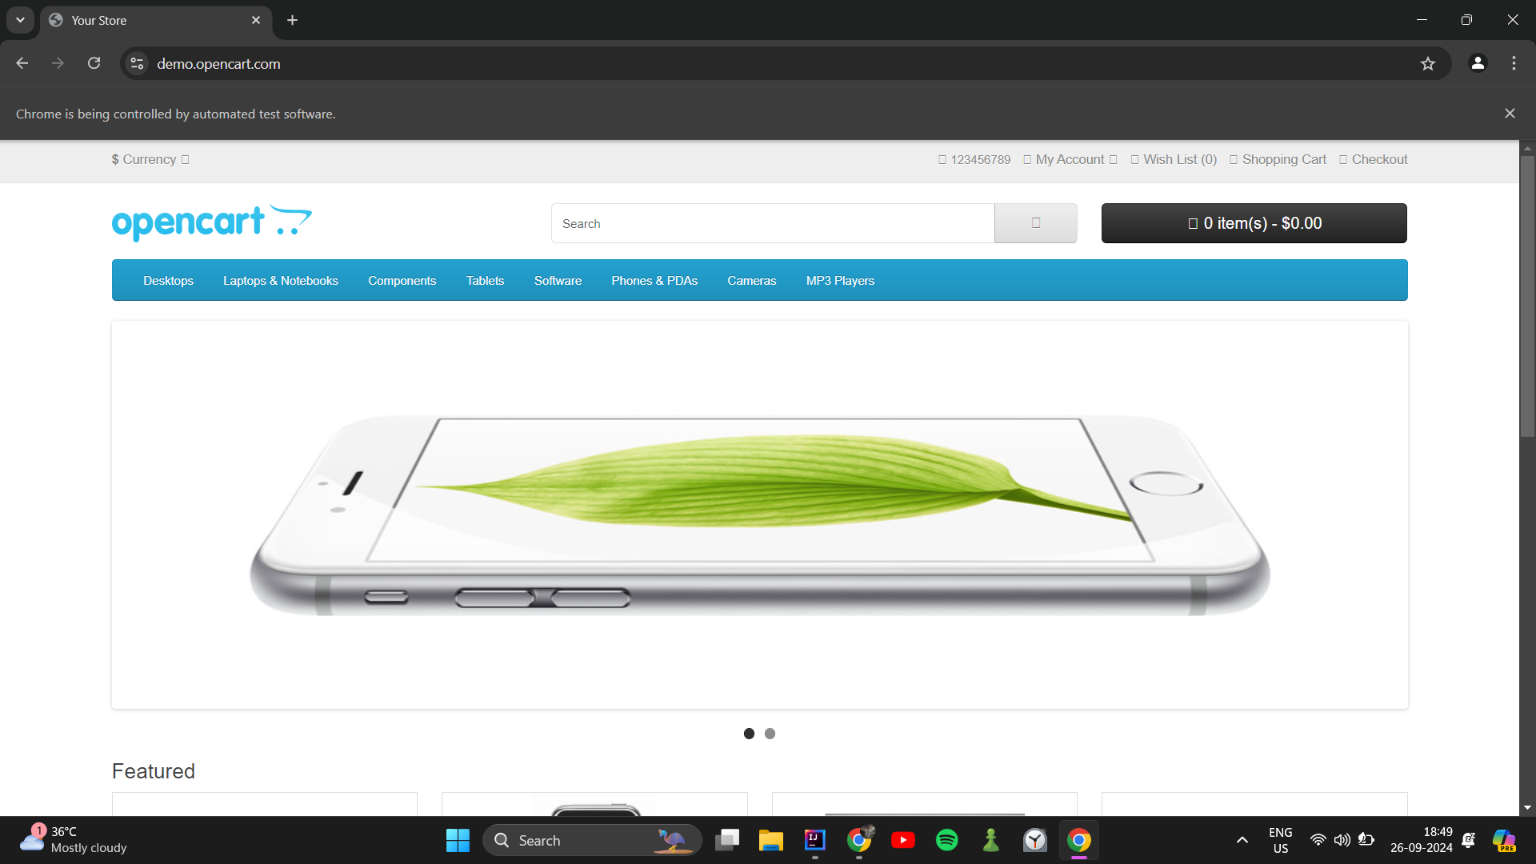 Your Store
demo.opencart.com
Chrome is being controlled by automated test software.
$ Currency
123456789 My Account Wish List (0) Shopping Cart Checkout
opencart
Search
0 item(s) - $0.00
Desktops Laptops & Notebooks Components Tablets Software Phones & PDAs Cameras MP3 Players
Featured
1
36°C
Mostly cloudy
Search
IJ
ENG
US
18:49
26-09-2024
PRE